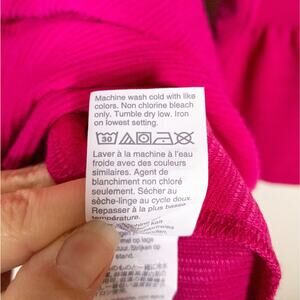 Machine wash cold with like
colors. Non chlorine bleach
only. Tumble dry low. Iron
on lowest setting.
30
Laver à la machine à l'eau
froide avec des couleurs
similaires. Agent de
blanchiment non chloré
seulement. Sécher au
sèche-linge au cycle doux.
Repasser à la plus basse
température.